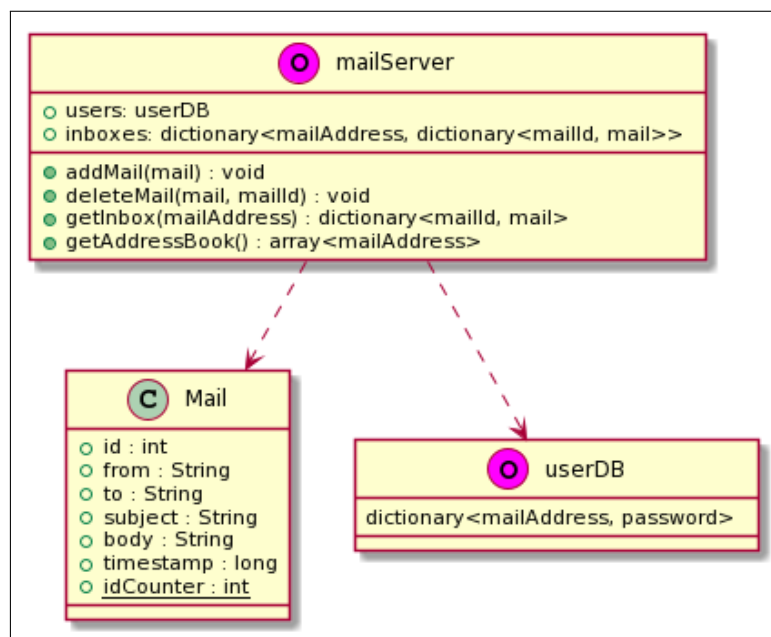 O mailServer
users: userDB
inboxes: dictionary<mailAddress, dictionary<mailId, mail>>
addMail(mail) : void
deleteMail(mail, mailId) : void
getInbox(mailAddress) : dictionary<mailId, mail>
getAddressBook() : array<mailAddress>
C Mail
id : int
from : String
to : String
subject : String
body : String
timestamp : long
idCounter : int
O userDB
dictionary<mailAddress, password>